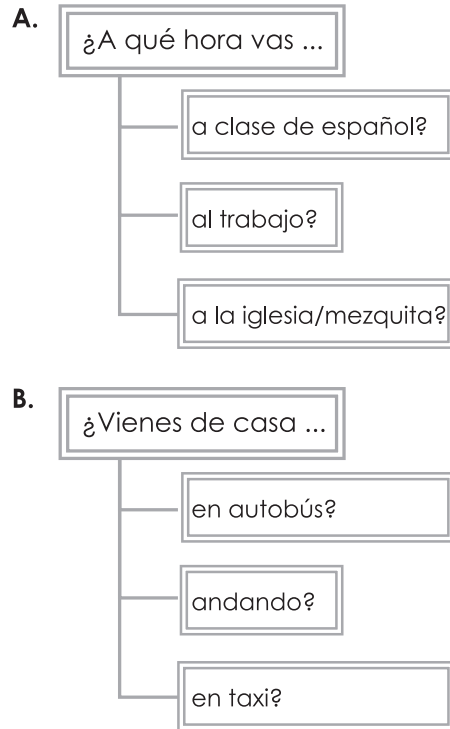 A.
¿A qué hora vas ...
a clase de español?
al trabajo?
a la iglesia/mezquita?
B.
¿Vienes de casa ...
en autobús?
andando?
en taxi?